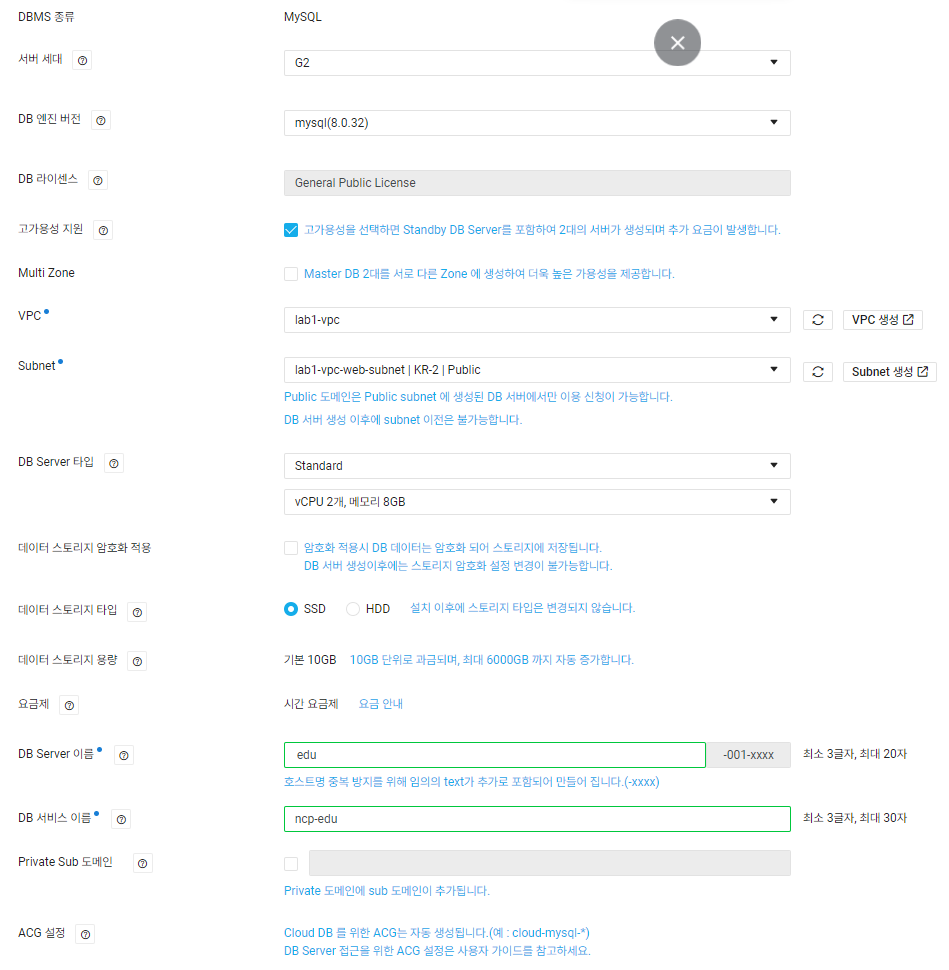 DBMS 종류
MySQL
서버 세대
G2
DB 엔진 버전
mysql(8.0.32)
DB 라이센스
General Public License
고가용성 지원
고가용성을 선택하면 Standby DB Server를 포함하여 2대의 서버가 생성되며 추가 요금이 발생합니다.
Multi Zone
Master DB 2대를 서로 다른 Zone 에 생성하여 더욱 높은 가용성을 제공합니다.
VPC
lab1-vpc
VPC 생성
Subnet
lab1-vpc-web-subnet | KR-2 | Public
Subnet 생성
Public 도메인은 Public subnet 에 생성된 DB 서버에서만 이용 신청이 가능합니다.
DB 서버 생성 이후에 subnet 이전은 불가능합니다.
DB Server 타입
Standard
vCPU 2개, 메모리 8GB
데이터 스토리지 암호화 적용
암호화 적용시 DB 데이터는 암호화 되어 스토리지에 저장됩니다.
DB 서버 생성이후에는 스토리지 암호화 설정 변경이 불가능합니다.
데이터 스토리지 타입
SSD
HDD
설치 이후에 스토리지 타입은 변경되지 않습니다.
데이터 스토리지 용량
기본 10GB
10GB 단위로 과금되며, 최대 6000GB 까지 자동 증가합니다.
요금제
시간 요금제
요금 안내
DB Server 이름
edu
-001-xxxx
최소 3글자, 최대 20자
호스트명 중복 방지를 위해 임의의 text가 추가로 포함되어 만들어 집니다.(-xxxx)
DB 서비스 이름
ncp-edu
최소 3글자, 최대 30자
Private Sub 도메인
Private 도메인에 sub 도메인이 추가됩니다.
ACG 설정
Cloud DB 를 위한 ACG는 자동 생성됩니다.(예 : cloud-mysql-*)
DB Server 접근을 위한 ACG 설정은 사용자 가이드를 참고하세요.